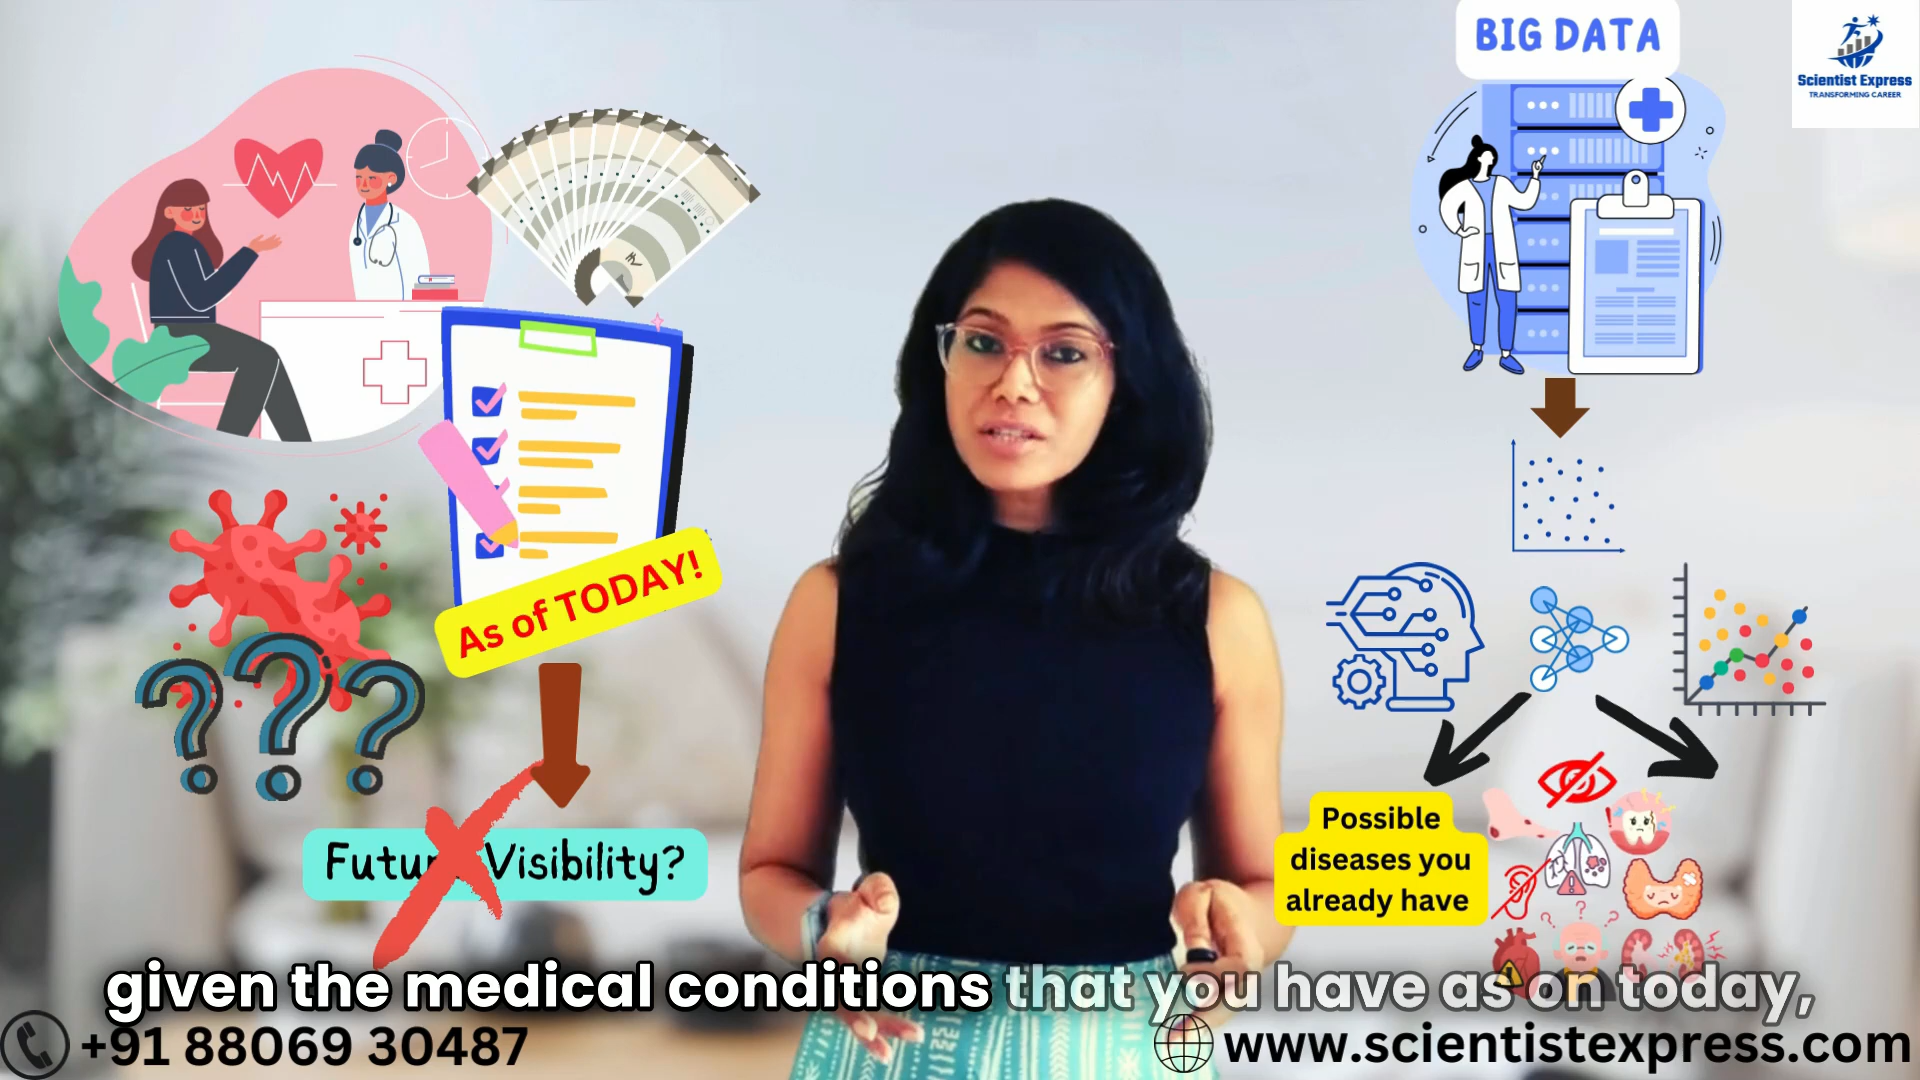 BIG DATA
Scientist Express
TRANSFORMING CAREER
As of TODAY!
Future Visibility?
Possible
diseases you
already have
given the medical conditions that you have as on today,
+91 88069 30487
www.scientistexpress.com